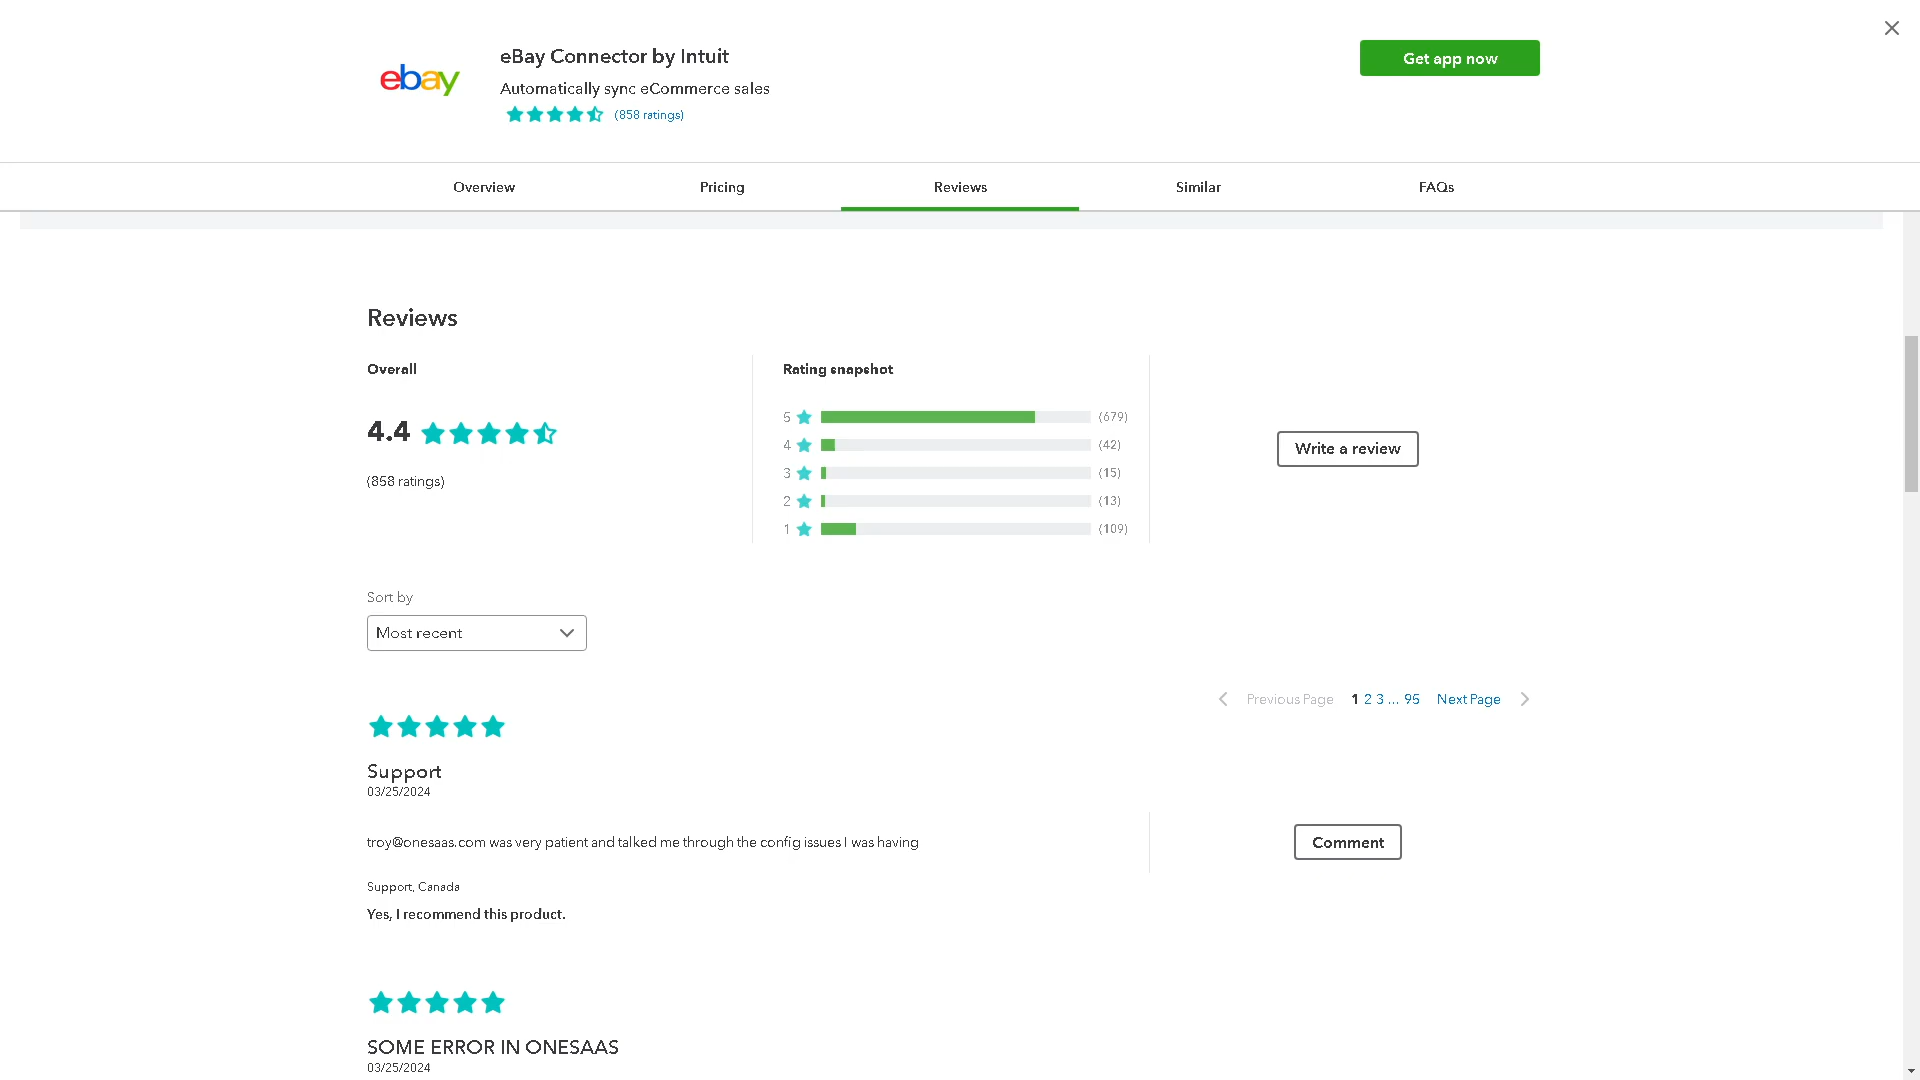 ebay
eBay Connector by Intuit
Automatically sync eCommerce sales
(858 ratings)
Get app now
Overview
Pricing
Reviews
Similar
FAQs
Reviews
Overall
4.4
(858 ratings)
Rating snapshot
5 (679)
4 (42)
3 (15)
2 (13)
1 (109)
Write a review
Sort by
Most recent
Previous Page 1 2 3 ... 95 Next Page
Support
03/25/2024
troy@onesaas.com was very patient and talked me through the config issues I was having
Comment
Support, Canada
Yes, I recommend this product.
SOME ERROR IN ONESAAS
03/25/2024